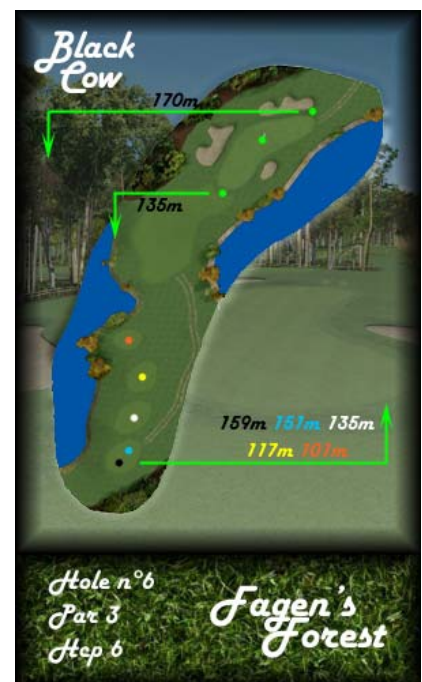 Black
Cow
170m
135m
159m 151m 135m
117m 101m
Hole n°6
Par 3
Hcp 6
Fagen's
Forest